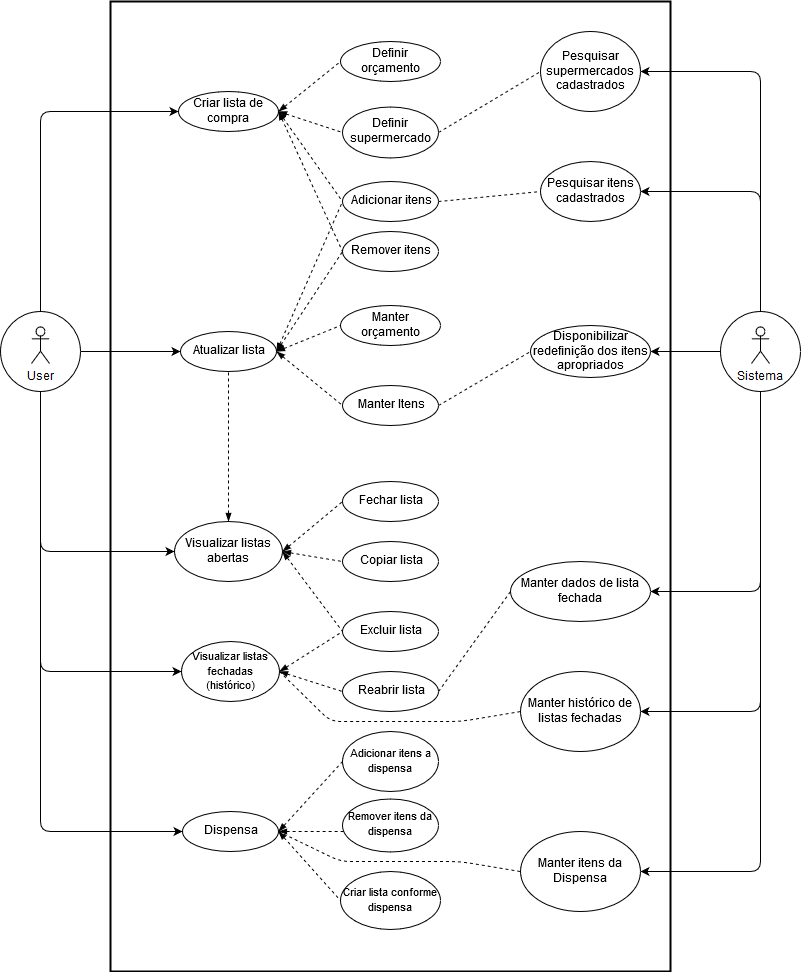 Definir
orçamento
Pesquisar
supermercados
cadastrados
Criar lista de
compra
Definir
supermercado
Adicionar itens
Pesquisar itens
cadastrados
Remover itens
Manter
orçamento
User
Atualizar lista
Disponibilizar
redefinição dos itens
apropriados
Sistema
Manter Itens
Fechar lista
Visualizar listas
abertas
Copiar lista
Manter dados de lista
fechada
Excluir lista
Visualizar listas
fechadas
(histórico)
Reabrir lista
Manter histórico de
listas fechadas
Adicionar itens a
dispensa
Dispensa
Remover itens da
dispensa
Manter itens da
Dispensa
Criar lista conforme
dispensa